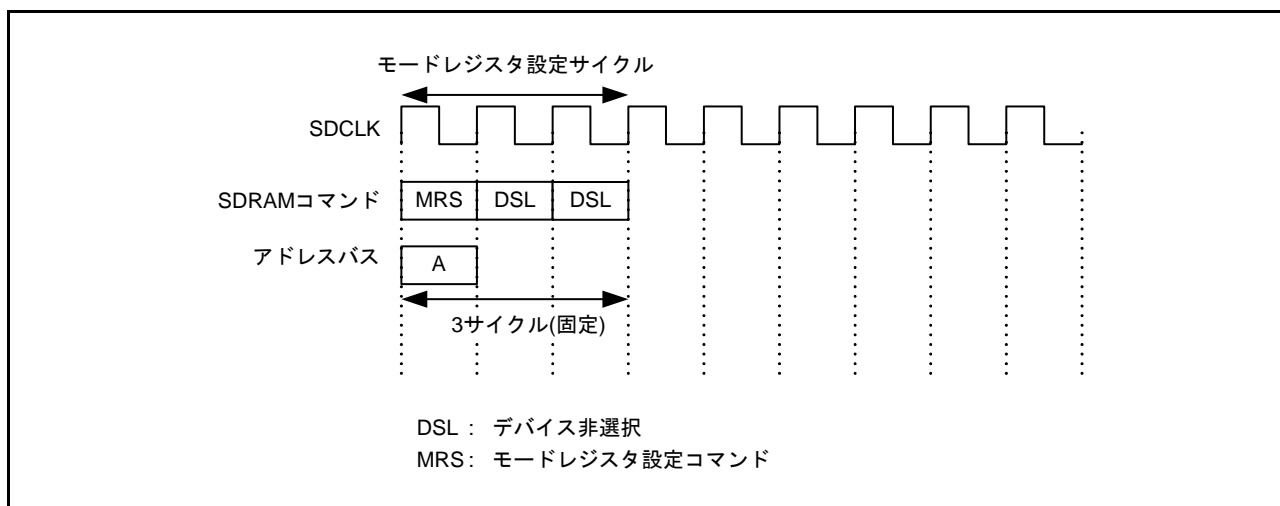 モードレジスタ設定サイクル
SDCLK
SDRAMコマンド MRS DSL DSL
アドレスバス A
3サイクル(固定)
DSL : デバイス非選択
MRS : モードレジスタ設定コマンド